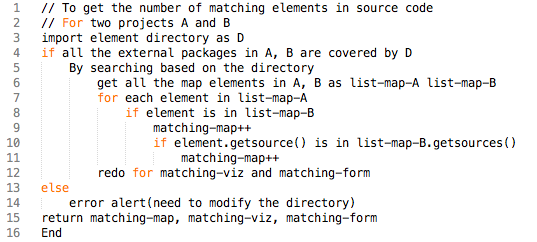 1 // To get the number of matching elements in source code
2 // For two projects A and B
3 import element directory as D
4 if all the external packages in A, B are covered by D
5 By searching based on the directory
6 get all the map elements in A, B as list-map-A list-map-B
7 for each element in list-map-A
8 if element is in list-map-B
9 matching-map++
10 if element.getsource() is in list-map-B.getsources()
11 matching-map++
12 redo for matching-viz and matching-form
13 else
14 error alert(need to modify the directory)
15 return matching-map, matching-viz, matching-form
16 End